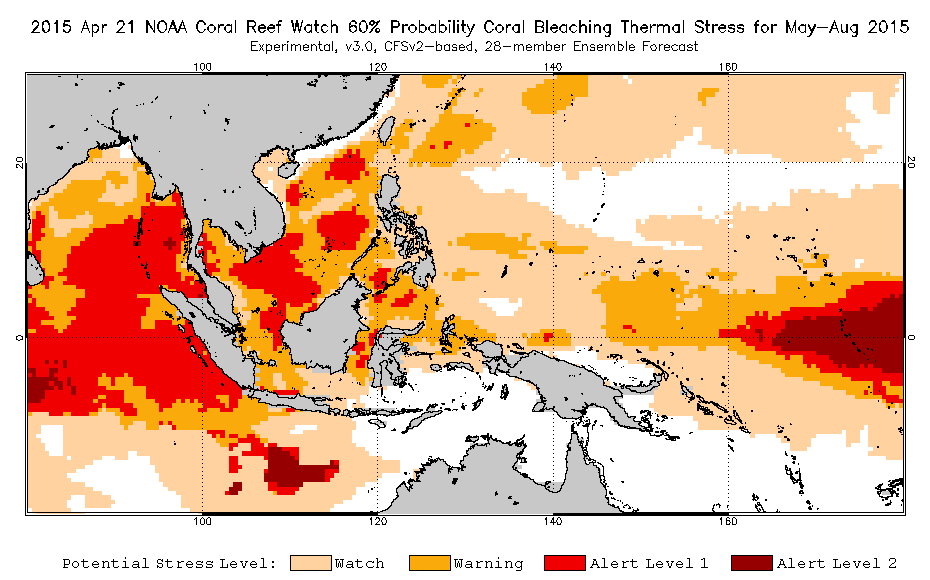 2015 Apr 21 NOAA Coral Reef Watch 60% Probability Coral Bleaching Thermal Stress for May-Aug 2015
Experimental, v3.0, CFSv2-based, 28-member Ensemble Forecast
100 120 140 160
20 20
0 0
100 120 140 160
Potential Stress Level: Watch Warning Alert Level 1 Alert Level 2